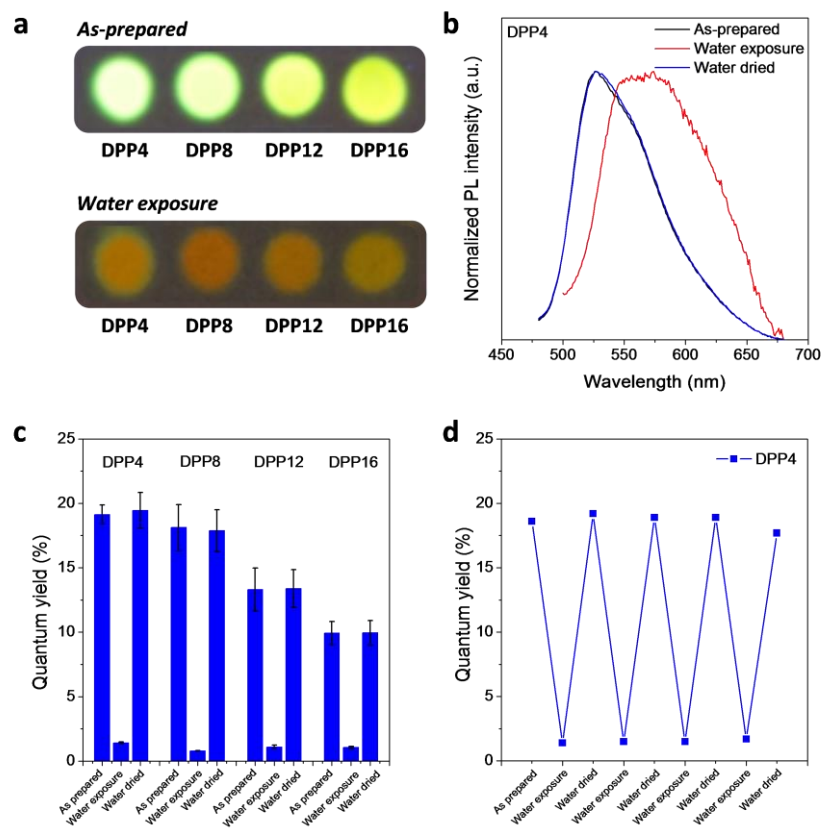 a
As-prepared
DPP4 DPP8 DPP12 DPP16
Water exposure
DPP4 DPP8 DPP12 DPP16
b
DPP4
As-prepared
Water exposure
Water dried
Normalized PL intensity (a.u.)
450 500 550 600 650 700
Wavelength (nm)
c
25
20
15
10
5
0
Quantum yield (%)
DPP4 DPP8 DPP12 DPP16
As prepared Water exposure Water dried As prepared Water exposure Water dried As prepared Water exposure Water dried As prepared Water exposure Water dried
d
25
20
15
10
5
0
Quantum yield (%)
DPP4
As prepared Water exposure Water dried Water exposure Water dried Water exposure Water dried Water exposure Water dried